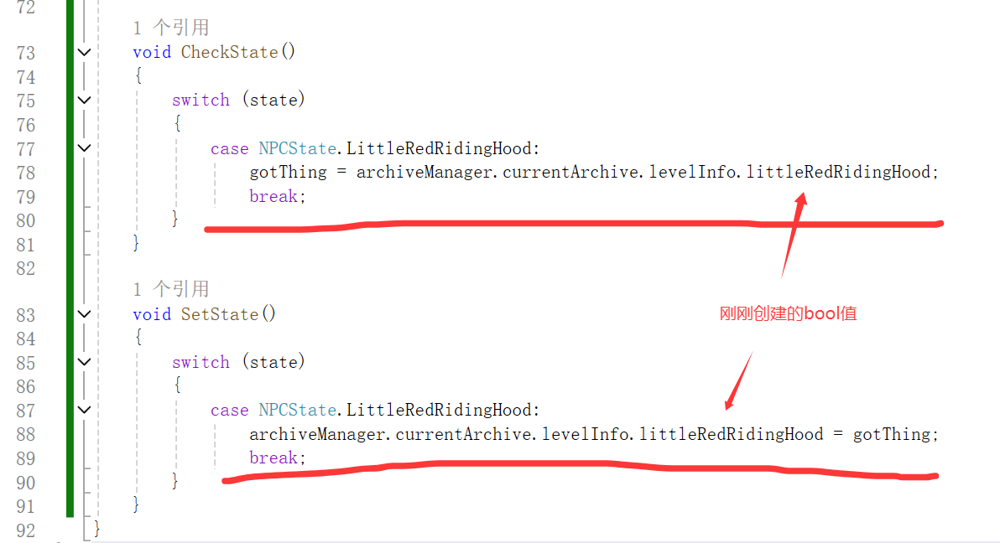 72
1 个引用
73 void CheckState()
74 {
75 switch (state)
76 {
77 case NPCState.LittleRedRidingHood:
78 gotThing = archiveManager.currentArchive.levelInfo.littleRedRidingHood;
79 break;
80 }
81 }
82
1 个引用
刚刚创建的bool值
83 void SetState()
84 {
85 switch (state)
86 {
87 case NPCState.LittleRedRidingHood:
88 archiveManager.currentArchive.levelInfo.littleRedRidingHood = gotThing;
89 break;
90 }
91 }
92 }